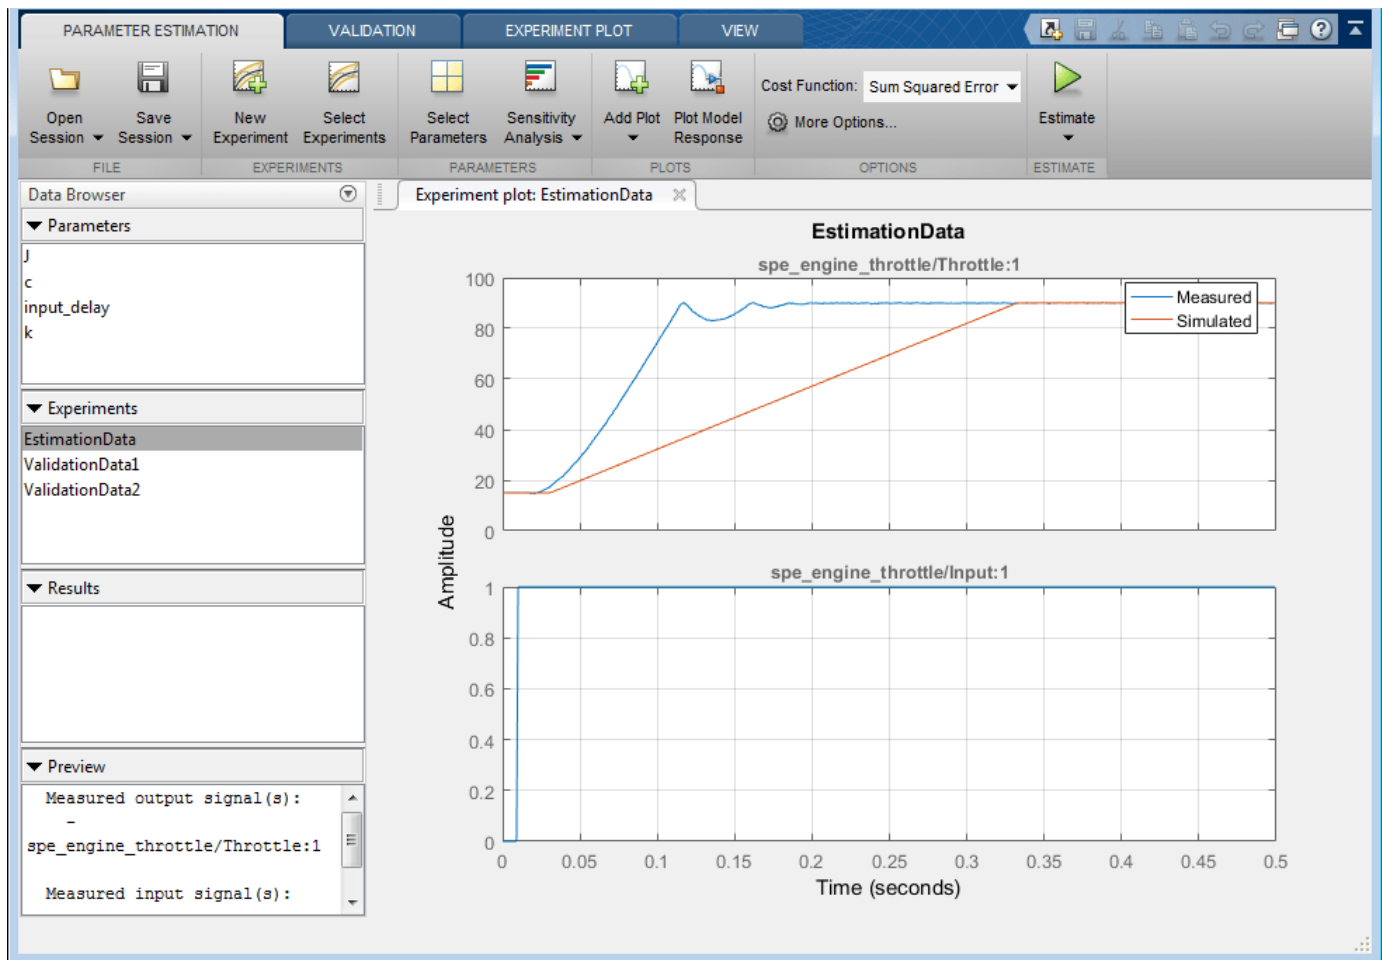 PARAMETER ESTIMATION
VALIDATION
EXPERIMENT PLOT
VIEW
Open Session
Save Session
New Experiment
Select Experiments
Select Parameters
Sensitivity Analysis
Add Plot
Plot Model Response
Cost Function: Sum Squared Error
More Options...
Estimate
FILE
EXPERIMENTS
PARAMETERS
PLOTS
OPTIONS
ESTIMATE
Data Browser
Parameters
J
c
input_delay
k
Experiments
EstimationData
ValidationData1
ValidationData2
Results
Preview
Measured output signal(s):
-
spe_engine_throttle/Throttle:1
Measured input signal(s):
Experiment plot: EstimationData
EstimationData
spe_engine_throttle/Throttle:1
100
80
60
40
20
0
Measured
Simulated
Amplitude
spe_engine_throttle/Input:1
1
0.8
0.6
0.4
0.2
0
0 0.05 0.1 0.15 0.2 0.25 0.3 0.35 0.4 0.45 0.5
Time (seconds)